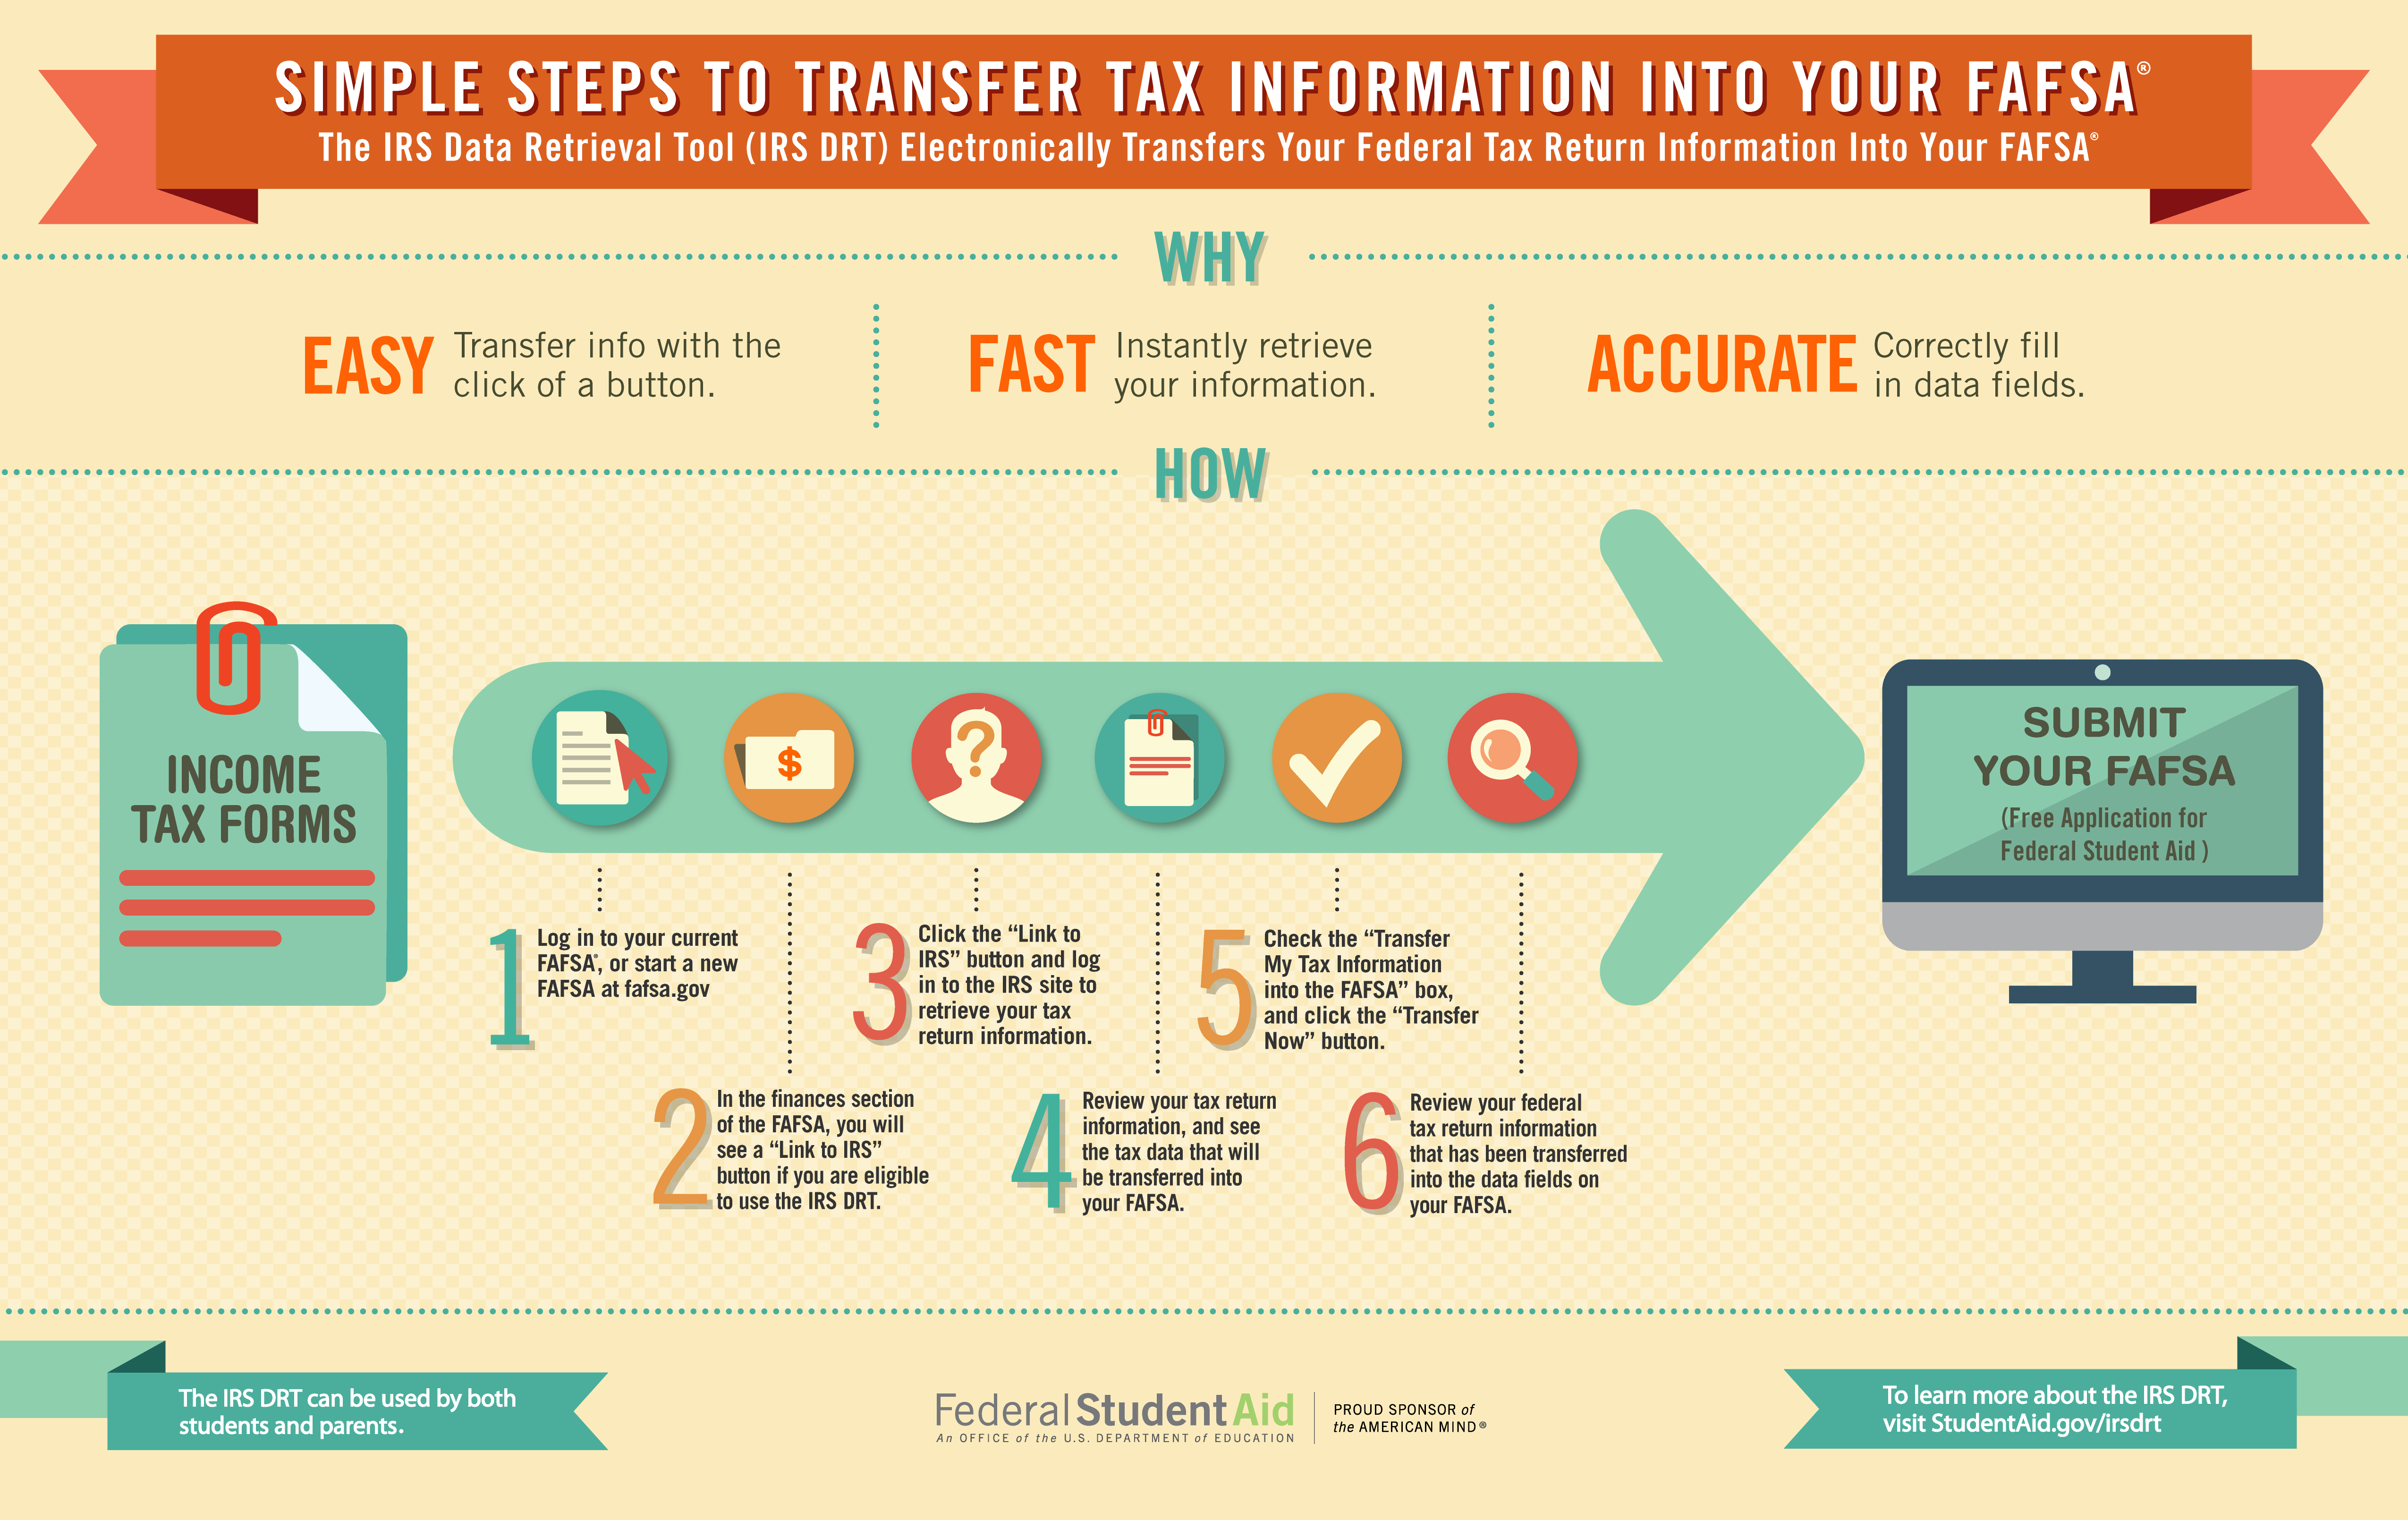 SIMPLE STEPS TO TRANSFER TAX INFORMATION INTO YOUR FAFSA®
The IRS Data Retrieval Tool (IRS DRT) Electronically Transfers Your Federal Tax Return Information Into Your FAFSA®
WHY
EASY
Transfer info with the
click of a button.
FAST
Instantly retrieve
your information.
ACCURATE
Correctly fill
in data fields.
HOW
INCOME
TAX FORMS
$
?
1
Log in to your current
FAFSA®, or start a new
FAFSA at fafsa.gov
2
In the finances section
of the FAFSA, you will
see a “Link to IRS”
button if you are eligible
to use the IRS DRT.
3
Click the “Link to
IRS” button and log
in to the IRS site to
retrieve your tax
return information.
4
Review your tax return
information, and see
the tax data that will
be transferred into
your FAFSA.
5
Check the “Transfer
My Tax Information
into the FAFSA” box,
and click the “Transfer
Now” button.
6
Review your federal
tax return information
that has been transferred
into the data fields on
your FAFSA.
SUBMIT
YOUR FAFSA
(Free Application for
Federal Student Aid )
The IRS DRT can be used by both
students and parents.
Federal Student Aid
An OFFICE of the U.S. DEPARTMENT of EDUCATION
PROUD SPONSOR of
the AMERICAN MIND®
To learn more about the IRS DRT,
visit StudentAid.gov/irsdrt